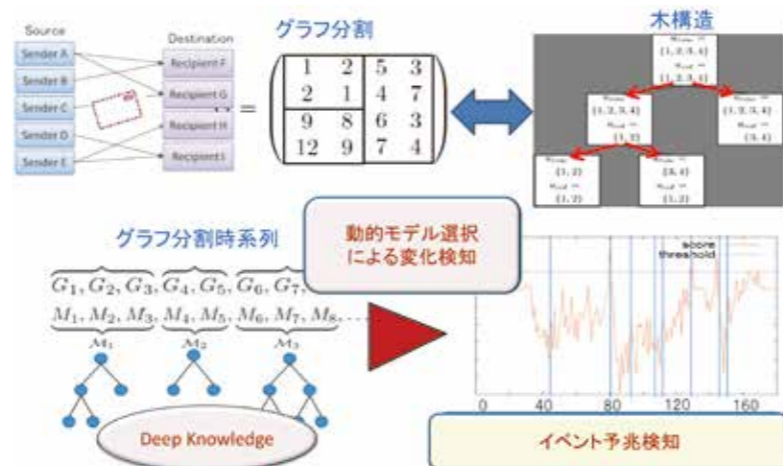 Source
Destination
Sender A
Sender B
Sender C
Sender D
Sender E
Recipient F
Recipient G
Recipient H
Recipient I
グラフ分割
=
1 2 5 3
2 1 4 7
9 8 6 3
12 9 7 4
木構造
{1,2,3,4}
{1,2,3,4}
{1,2,3,4}
{1,2}
{1,2,3,4}
{3,4}
{1,2}
{1,2}
{3,4}
{1,2}
グラフ分割時系列
G₁, G₂, G₃, G₄, G₅, G₆, G₇,
M₁, M₂, M₃, M₄, M₅, M₆, M₇, M₈, ...
ℳ₁ ℳ₂ ℳ₃
Deep Knowledge
動的モデル選択
による変化検知
score
threshold
0 40 80 120 160
イベント予兆検知